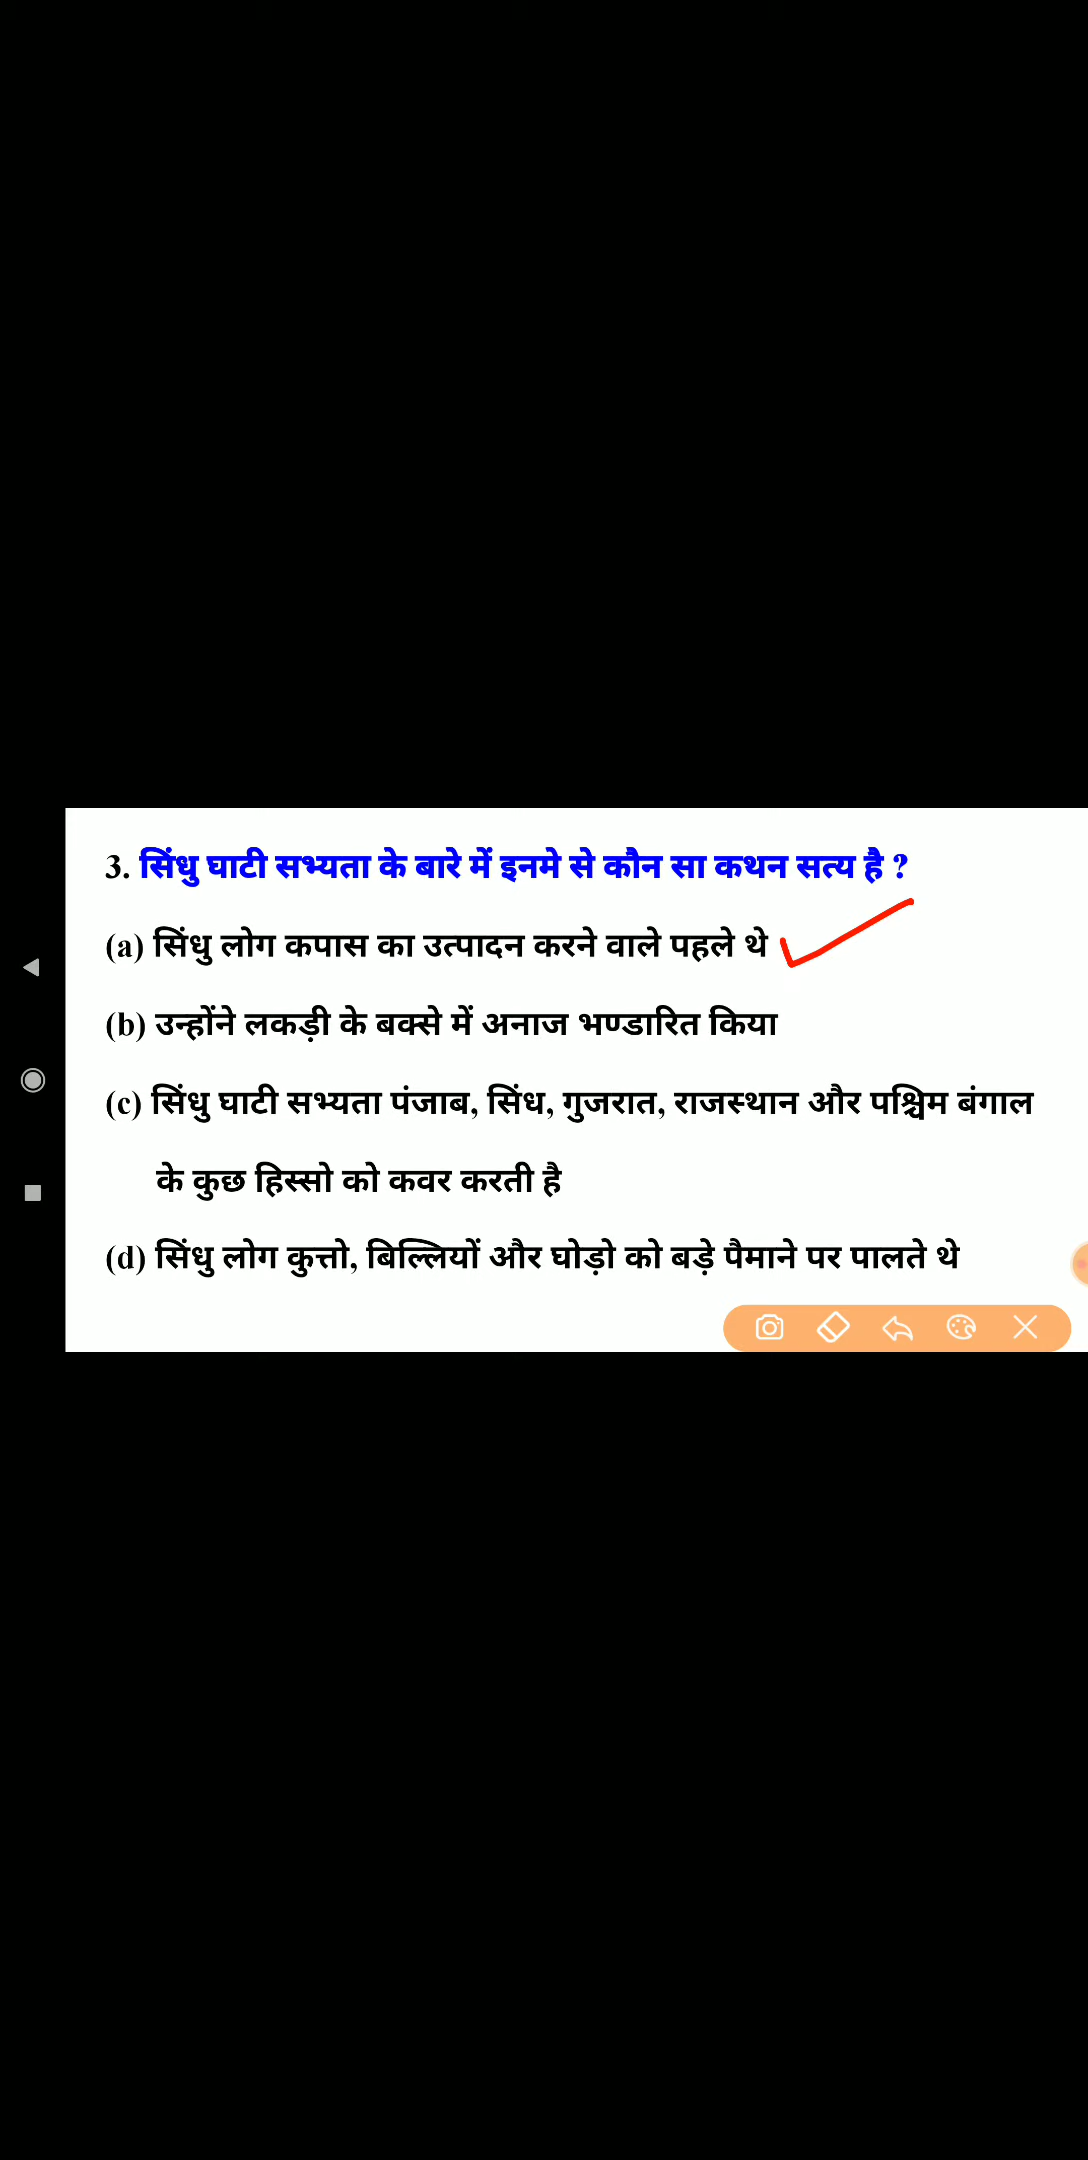 3. सिंधु घाटी सभ्यता के बारे में इनमे से कौन सा कथन सत्य है ?
(a) सिंधु लोग कपास का उत्पादन करने वाले पहले थे
(b) उन्होंने लकड़ी के बक्से में अनाज भण्डारित किया
(c) सिंधु घाटी सभ्यता पंजाब, सिंध, गुजरात, राजस्थान और पश्चिम बंगाल
के कुछ हिस्सो को कवर करती है
(d) सिंधु लोग कुत्तो, बिल्लियों और घोड़ो को बड़े पैमाने पर पालते थे